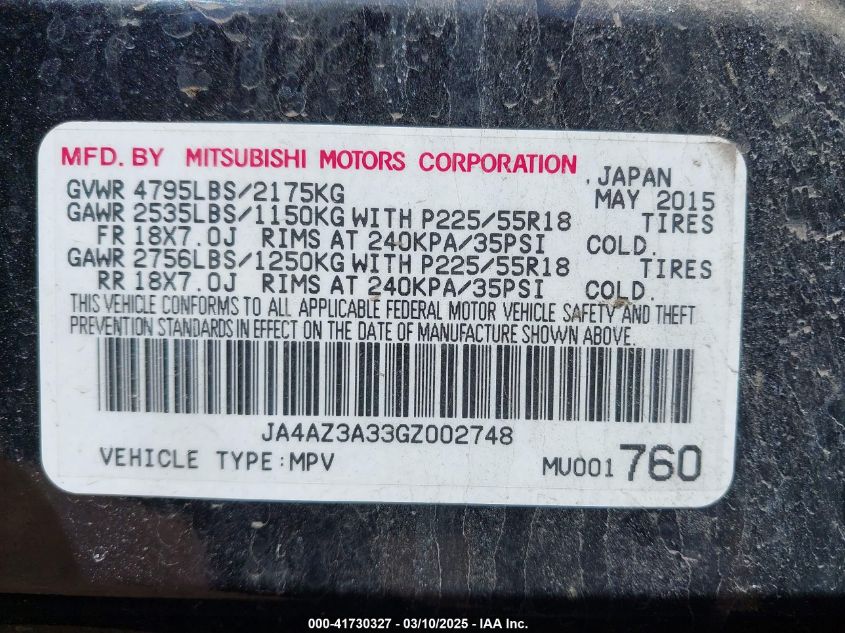 MFD. BY MITSUBISHI MOTORS CORPORATION , JAPAN
GVWR 4795LBS/2175KG MAY 2015
GAWR 2535LBS/1150KG WITH P225/55R18 TIRES
FR 18X7.0J RIMS AT 240KPA/35PSI COLD.
GAWR 2756LBS/1250KG WITH P225/55R18 TIRES
RR 18X7.0J RIMS AT 240KPA/35PSI COLD.
THIS VEHICLE CONFORMS TO ALL APPLICABLE FEDERAL MOTOR VEHICLE SAFETY AND THEFT
PREVENTION STANDARDS IN EFFECT ON THE DATE OF MANUFACTURE SHOWN ABOVE.
JA4AZ3A33GZ002748
VEHICLE TYPE:MPV MU001 760
000-41730327 - 03/10/2025 - IAA Inc.